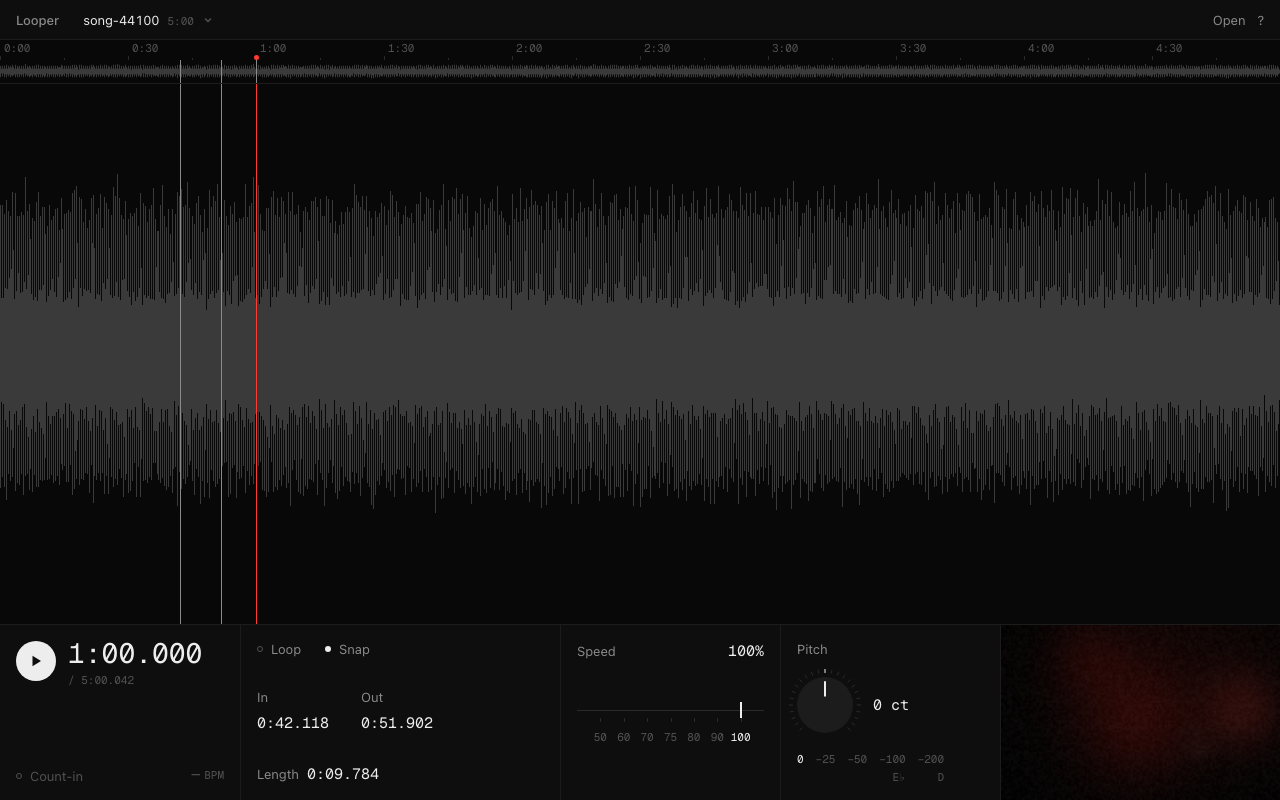 Looper song-44100 5:00 Open ?
0:00 0:30 1:00 1:30 2:00 2:30 3:00 3:30 4:00 4:30
1:00.000
/ 5:00.042
Count-in — BPM
Loop Snap
In Out
0:42.118 0:51.902
Length 0:09.784
Speed 100%
50 60 70 75 80 90 100
Pitch
0 ct
0 −25 −50 −100 −200
E♭ D